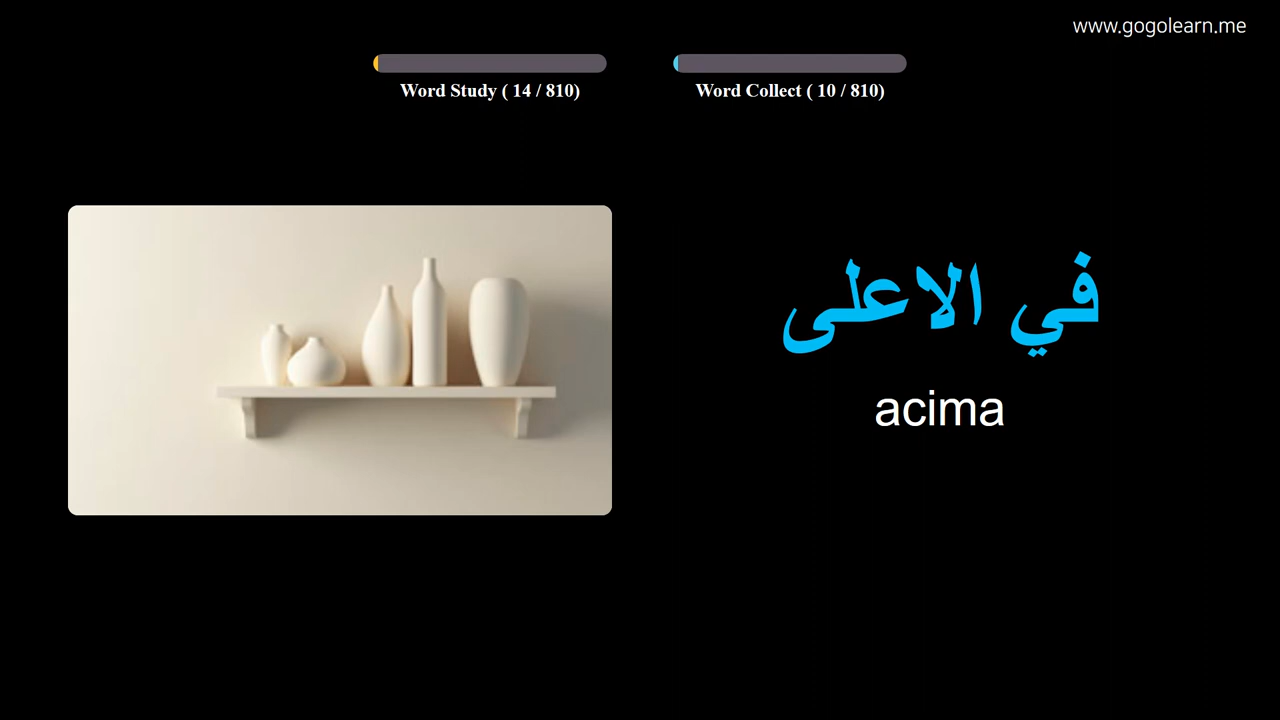 www.gogolearn.me
Word Study ( 14 / 810)
Word Collect ( 10 / 810)
في الاعلى
acima